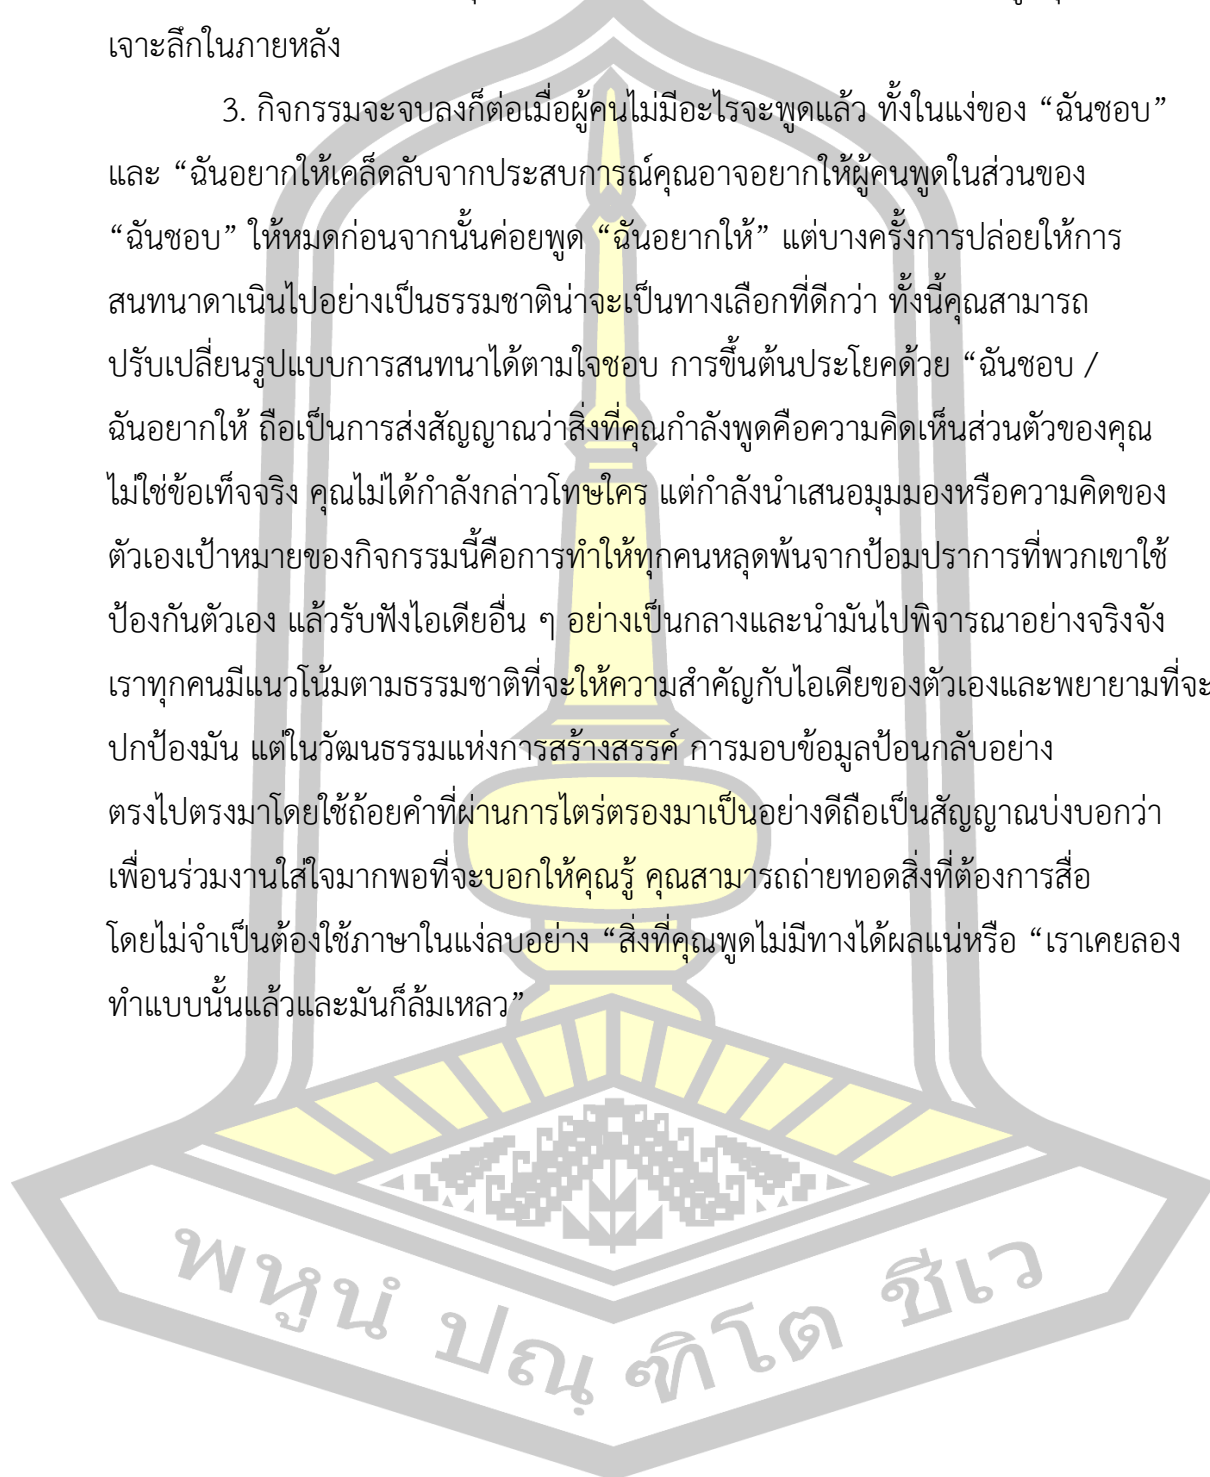 เจาะลึกในภายหลัง
3. กิจกรรมจะจบลงก็ต่อเมื่อผู้คนไม่มีอะไรจะพูดแล้ว ทั้งในแง่ของ “ฉันชอบ”
และ “ฉันอยากให้เคล็ดลับจากประสบการณ์คุณอาจอยากให้ผู้คนพูดในส่วนของ
“ฉันชอบ” ให้หมดก่อนจากนั้นค่อยพูด “ฉันอยากให้” แต่บางครั้งการปล่อยให้การ
สนทนาดาเนินไปอย่างเป็นธรรมชาติน่าจะเป็นทางเลือกที่ดีกว่า ทั้งนี้คุณสามารถ
ปรับเปลี่ยนรูปแบบการสนทนาได้ตามใจชอบ การขึ้นต้นประโยคด้วย “ฉันชอบ /
ฉันอยากให้ ถือเป็นการส่งสัญญาณว่าสิ่งที่คุณกำลังพูดคือความคิดเห็นส่วนตัวของคุณ
ไม่ใช่ข้อเท็จจริง คุณไม่ได้กำลังกล่าวโทษใคร แต่กำลังนำเสนอมุมมองหรือความคิดของ
ตัวเองเป้าหมายของกิจกรรมนี้คือการทำให้ทุกคนหลุดพ้นจากป้อมปราการที่พวกเขาใช้
ป้องกันตัวเอง แล้วรับฟังไอเดียอื่น ๆ อย่างเป็นกลางและนำมันไปพิจารณาอย่างจริงจัง
เราทุกคนมีแนวโน้มตามธรรมชาติที่จะให้ความสำคัญกับไอเดียของตัวเองและพยายามที่จะ
ปกป้องมัน แต่ในวัฒนธรรมแห่งการสร้างสรรค์ การมอบข้อมูลป้อนกลับอย่าง
ตรงไปตรงมาโดยใช้ถ้อยคำที่ผ่านการไตร่ตรองมาเป็นอย่างดีถือเป็นสัญญาณบ่งบอกว่า
เพื่อนร่วมงานใส่ใจมากพอที่จะบอกให้คุณรู้ คุณสามารถถ่ายทอดสิ่งที่ต้องการสื่อ
โดยไม่จำเป็นต้องใช้ภาษาในแง่ลบอย่าง “สิ่งที่คุณพูดไม่มีทางได้ผลแน่หรือ “เราเคยลอง
ทำแบบนั้นแล้วและมันก็ล้มเหลว”
พหูนํ ปณฺฑิโต ชีเว